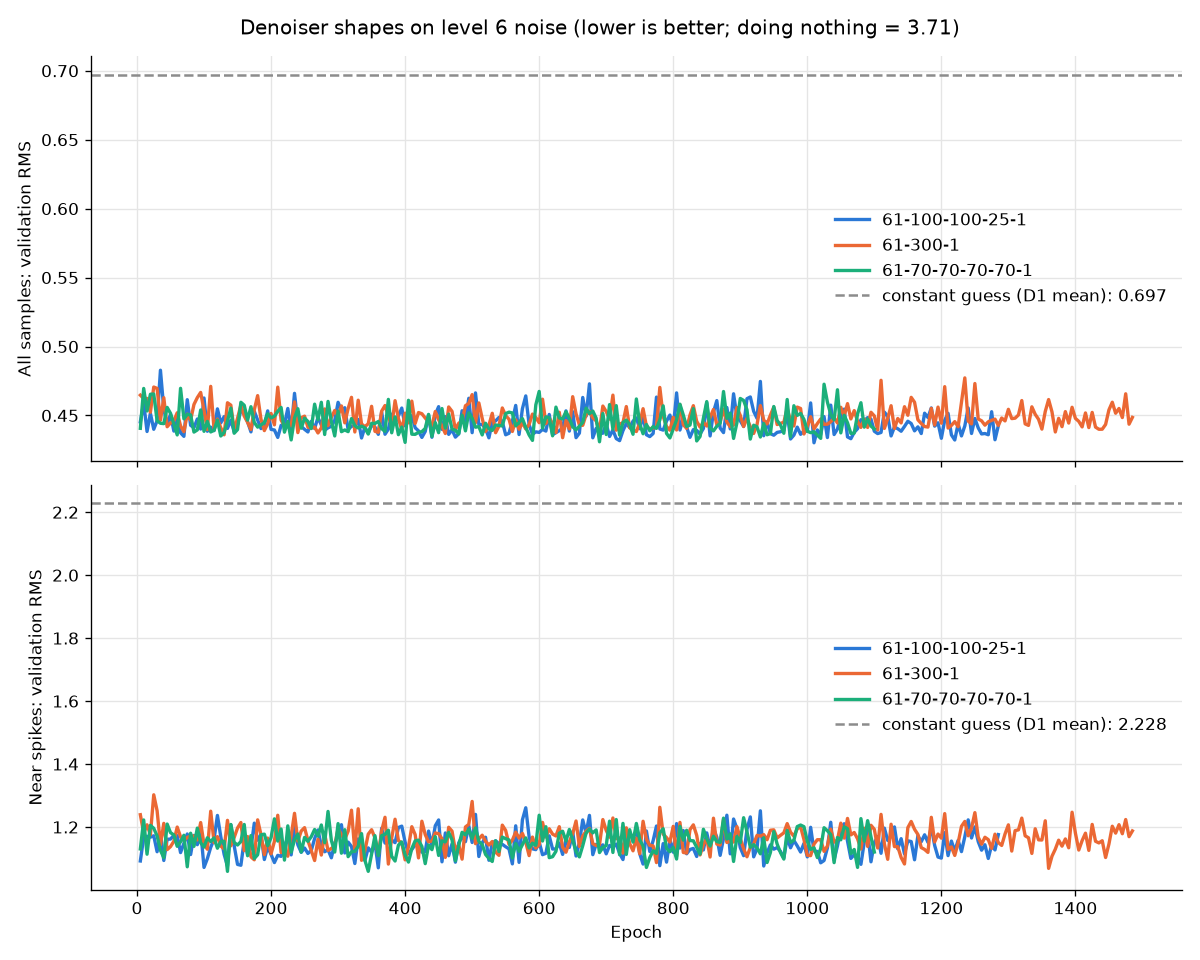 Denoiser shapes on level 6 noise (lower is better; doing nothing = 3.71)
All samples: validation RMS
0.70
0.65
0.60
0.55
0.50
0.45
61-100-100-25-1
61-300-1
61-70-70-70-70-1
constant guess (D1 mean): 0.697
Near spikes: validation RMS
2.2
2.0
1.8
1.6
1.4
1.2
61-100-100-25-1
61-300-1
61-70-70-70-70-1
constant guess (D1 mean): 2.228
0 200 400 600 800 1000 1200 1400
Epoch